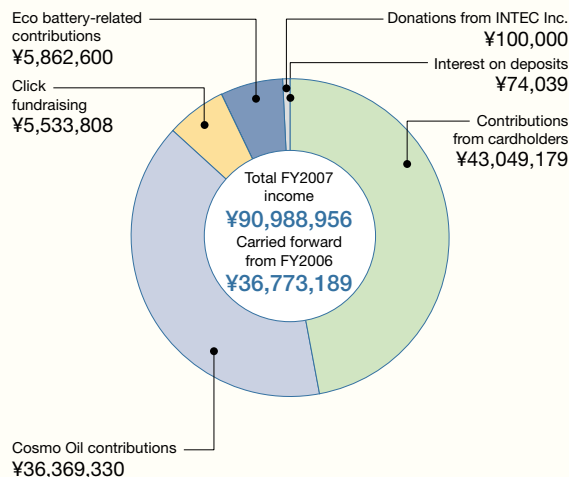 Eco battery-related
contributions
¥5,862,600
Click
fundraising
¥5,533,808
Donations from INTEC Inc.
¥100,000
Interest on deposits
¥74,039
Contributions
from cardholders
¥43,049,179
Total FY2007
income
¥90,988,956
Carried forward
from FY2006
¥36,773,189
Cosmo Oil contributions
¥36,369,330